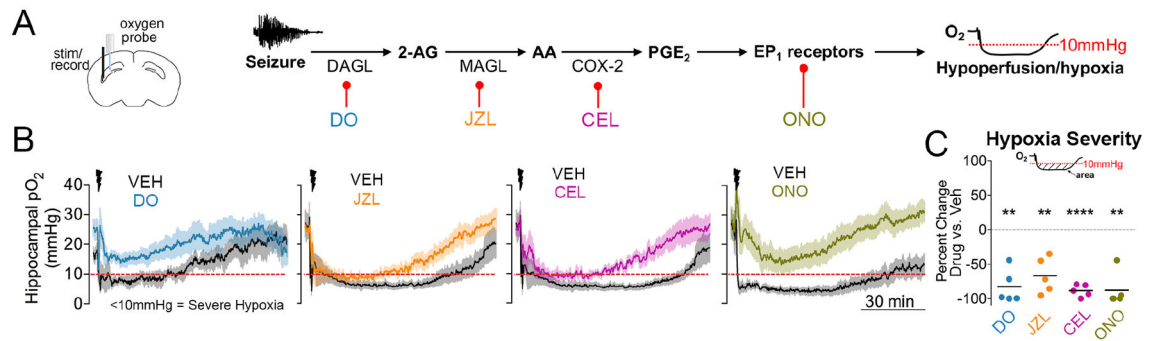 A
oxygen
probe
stim/
record
Seizure
DAGL
2-AG
MAGL
AA
COX-2
PGE2
EP1 receptors
O2
10mmHg
Hypoperfusion/hypoxia
DO
JZL
CEL
ONO
B
Hippocampal pO2
(mmHg)
40
30
20
10
0
VEH
DO
<10mmHg = Severe Hypoxia
VEH
JZL
VEH
CEL
VEH
ONO
30 min
C
Hypoxia Severity
O2
10mmHg
area
Percent Change
Drug vs. Veh
100
50
0
-50
-100
** ** **** **
DO
JZL
CEL
ONO